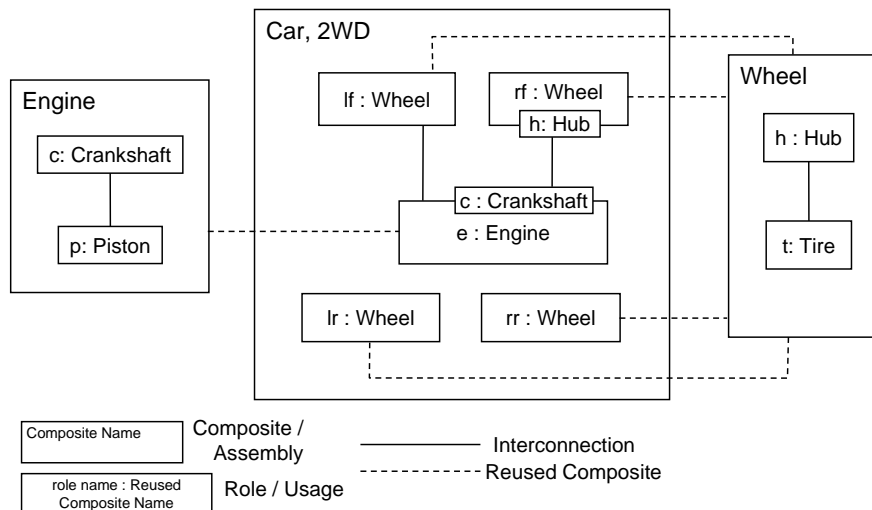 Car, 2WD
Engine
Wheel
lf : Wheel
rf : Wheel
h: Hub
c: Crankshaft
h : Hub
c : Crankshaft
e : Engine
p: Piston
t: Tire
lr : Wheel
rr : Wheel
Composite Name
Composite /
Assembly
Interconnection
Reused Composite
role name : Reused
Composite Name
Role / Usage